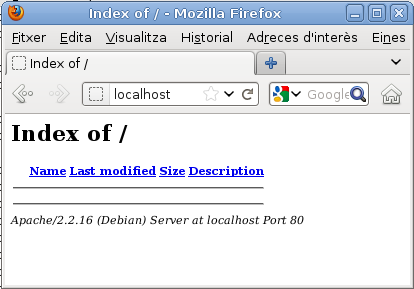 Index of / - Mozilla Firefox
Fitxer Edita Visualitza Historial Adreces d'interès Eines
Index of /
localhost Google
Index of /
Name Last modified Size Description
Apache/2.2.16 (Debian) Server at localhost Port 80